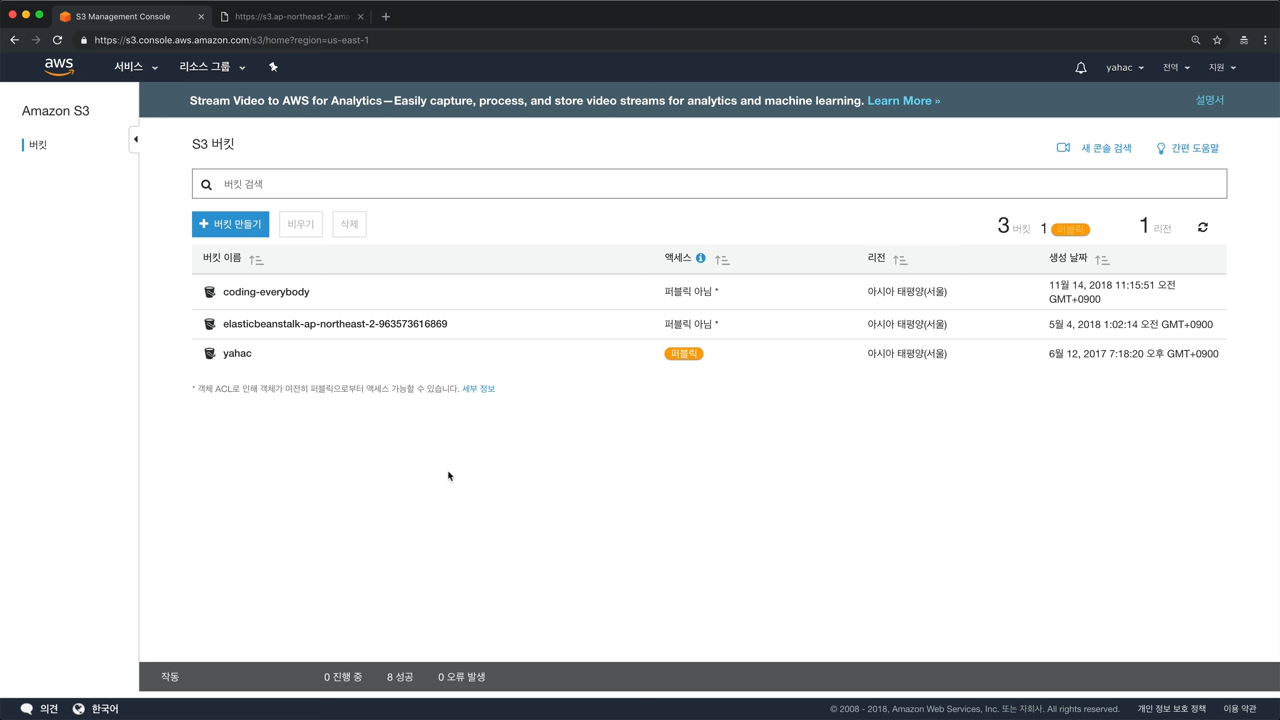 S3 Management Console
https://s3.ap-northeast-2.ama
https://s3.console.aws.amazon.com/s3/home?region=us-east-1
aws 서비스 리소스 그룹 yahac 전역 지원
Amazon S3
버킷
Stream Video to AWS for Analytics—Easily capture, process, and store video streams for analytics and machine learning. Learn More » 설명서
S3 버킷 새 콘솔 검색 간편 도움말
버킷 검색
+ 버킷 만들기 비우기 삭제 3 버킷 1 퍼블릭 1 리전
버킷 이름 액세스 리전 생성 날짜
coding-everybody 퍼블릭 아님 * 아시아 태평양(서울) 11월 14, 2018 11:15:51 오전
GMT+0900
elasticbeanstalk-ap-northeast-2-963573616869 퍼블릭 아님 * 아시아 태평양(서울) 5월 4, 2018 1:02:14 오전 GMT+0900
yahac 퍼블릭 아시아 태평양(서울) 6월 12, 2017 7:18:20 오후 GMT+0900
* 객체 ACL로 인해 객체가 여전히 퍼블릭으로부터 액세스 가능할 수 있습니다. 세부 정보
작동 0 진행 중 8 성공 0 오류 발생
의견 한국어 © 2008 - 2018, Amazon Web Services, Inc. 또는 자회사. All rights reserved. 개인 정보 보호 정책 이용 약관